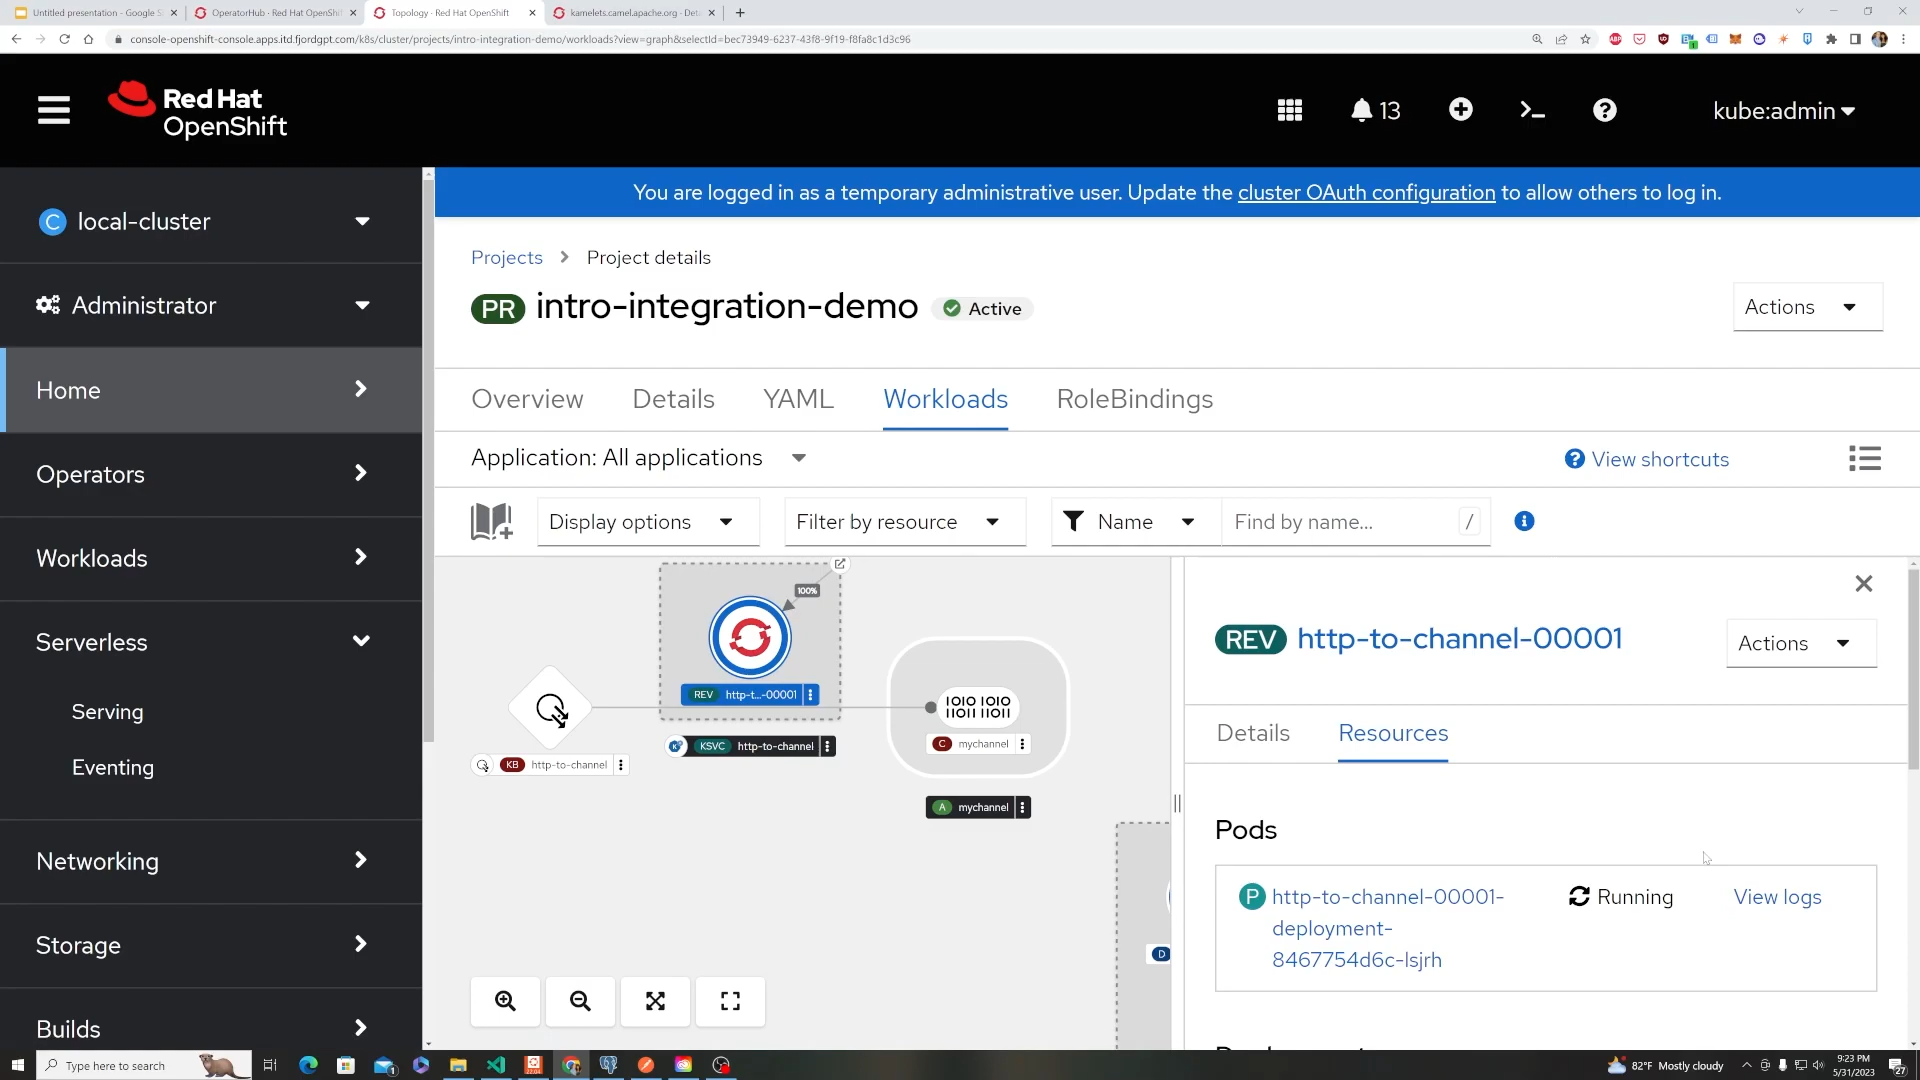 Untitled presentation - Google S
OperatorHub · Red Hat OpenShift
Topology · Red Hat OpenShift
kamelets.camel.apache.org · Det
console-openshift-console.apps.itd.fjordgpt.com/k8s/cluster/projects/intro-integration-demo/workloads?view=graph&selectId=bec73949-6237-43f8-9f19-f8fa8c1d3c96
Red Hat
OpenShift
13
kube:admin
C local-cluster
Administrator
Home
Operators
Workloads
Serverless
Serving
Eventing
Networking
Storage
Builds
You are logged in as a temporary administrative user. Update the cluster OAuth configuration to allow others to log in.
Projects > Project details
PR intro-integration-demo Active
Actions
Overview Details YAML Workloads RoleBindings
Application: All applications
View shortcuts
Display options
Filter by resource
Name
Find by name...
/
100%
REV http-t...-00001
KSVC http-to-channel
KB http-to-channel
1010 1010
11011 11011
C mychannel
A mychannel
D
REV http-to-channel-00001
Actions
Details Resources
Pods
P http-to-channel-00001-
deployment-
8467754d6c-lsjrh
Running
View logs
Type here to search
82°F Mostly cloudy
9:23 PM
5/31/2023
27